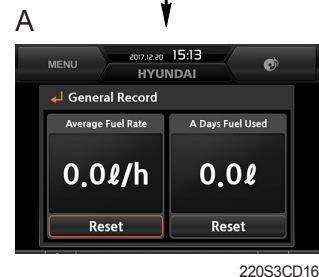 A
MENU 2017.12.20 15:13
HYUNDAI
General Record
Average Fuel Rate A Days Fuel Used
0.0ℓ/h 0.0ℓ
Reset Reset
220S3CD16